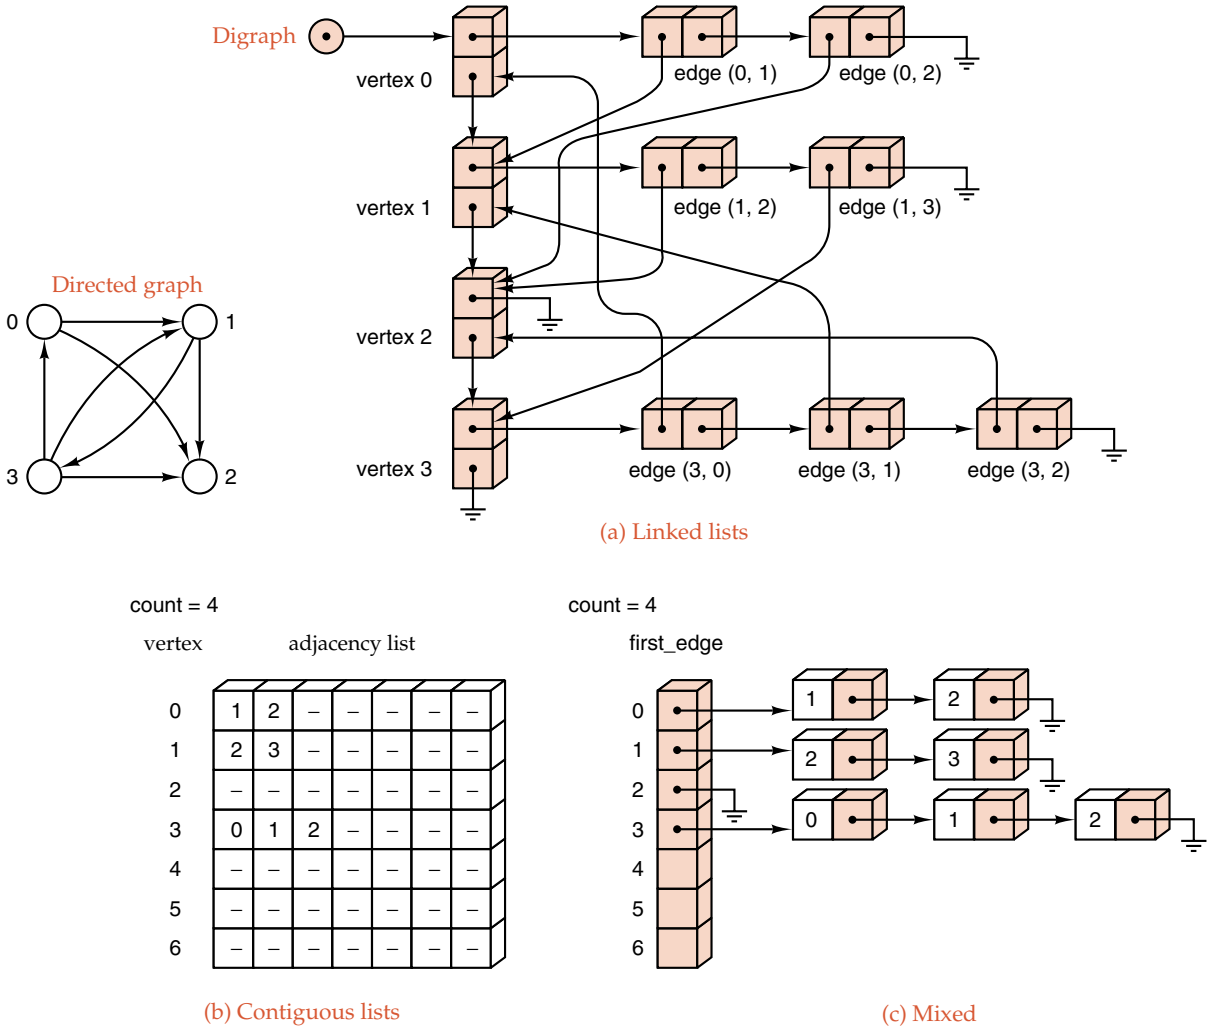 Digraph
vertex 0
edge (0, 1)
edge (0, 2)
vertex 1
edge (1, 2)
edge (1, 3)
Directed graph
0
1
3
2
vertex 2
vertex 3
edge (3, 0)
edge (3, 1)
edge (3, 2)
(a) Linked lists
count = 4
vertex
adjacency list
0 1 2 – – – – –
1 2 3 – – – – –
2 – – – – – – –
3 0 1 2 – – – –
4 – – – – – – –
5 – – – – – – –
6 – – – – – – –
(b) Contiguous lists
count = 4
first_edge
0 1 2
1 2 3
2
3 0 1 2
4
5
6
(c) Mixed